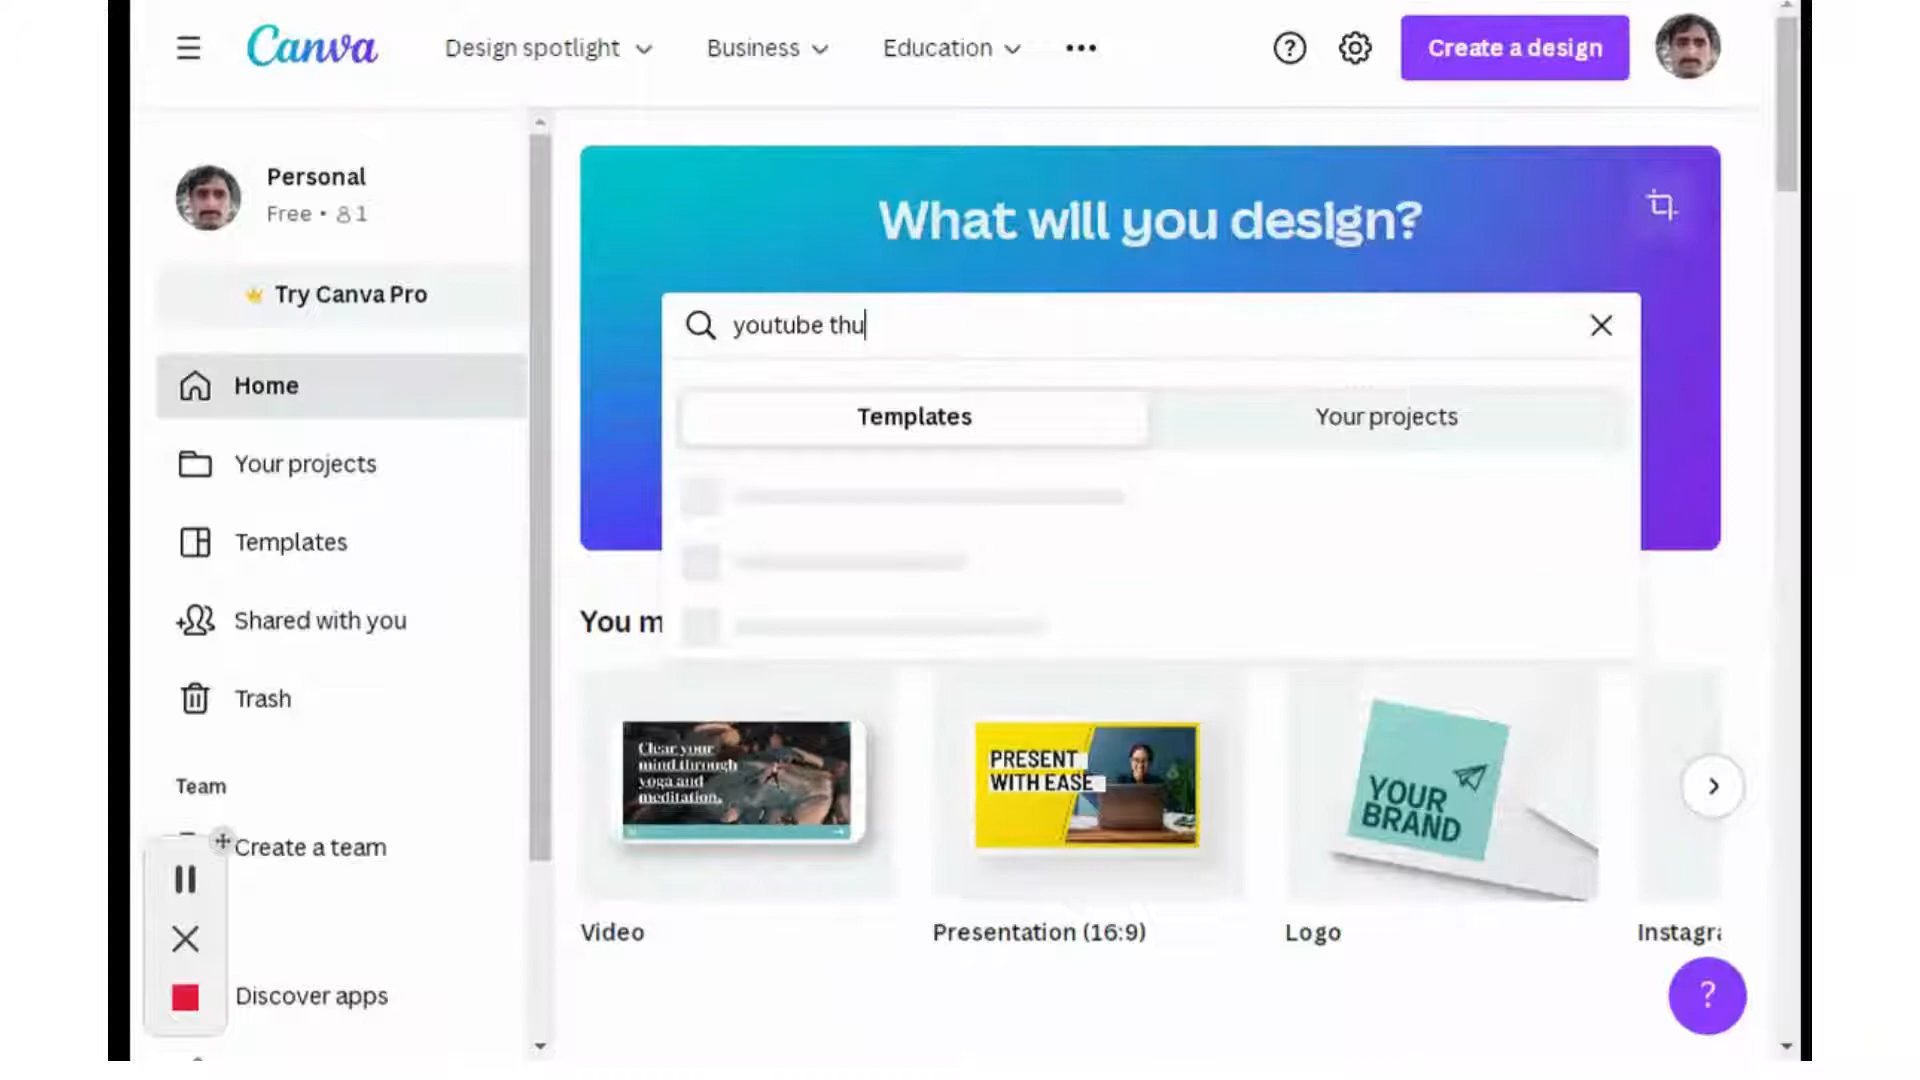 Canva
Design spotlight
Business
Education
Create a design
Personal
Free • 1
Try Canva Pro
Home
Your projects
Templates
Shared with you
Trash
Team
Create a team
Discover apps
What will you design?
youtube thu
Templates
Your projects
You m
Clear your
mind through
yoga and
meditation.
PRESENT
WITH EASE
YOUR
BRAND
Video
Presentation (16:9)
Logo
Instagra
?